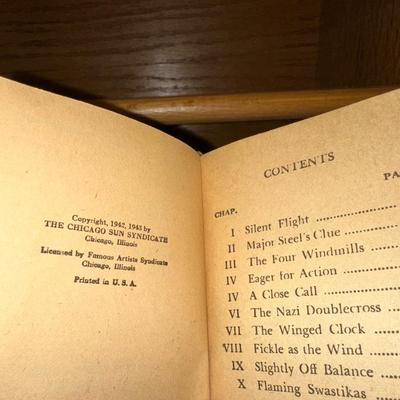 Copyright, 1942, 1943 by
THE CHICAGO SUN SYNDICATE
Chicago, Illinois
Licensed by Famous Artists Syndicate
Chicago, Illinois
Printed in U. S. A.
CONTENTS
CHAP.
PA
I Silent Flight
II Major Steel's Clue
III The Four Windmills
IV Eager for Action
IV A Close Call
VI The Nazi Doublecross
VII The Winged Clock
VIII Fickle as the Wind
IX Slightly Off Balance
X Flaming Swastikas